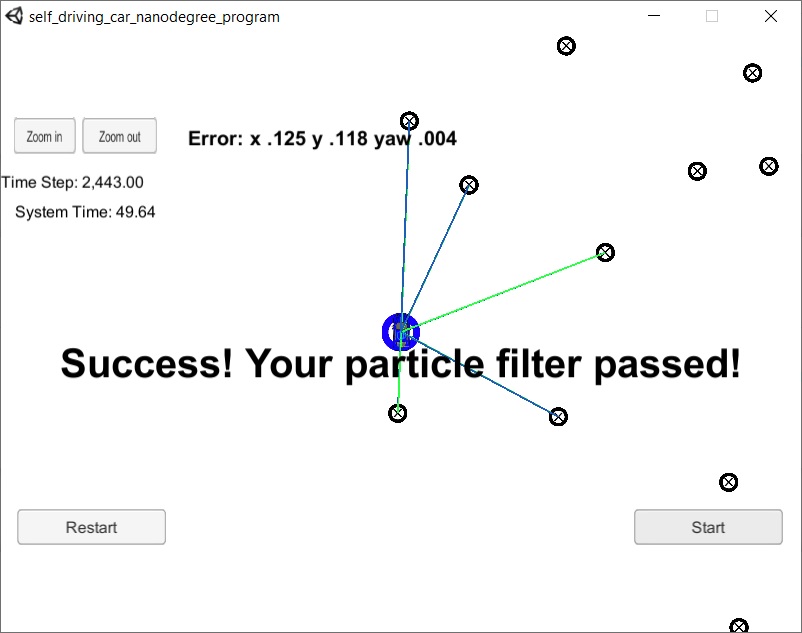 self_driving_car_nanodegree_program
Zoom in
Zoom out
Error: x .125 y .118 yaw .004
Time Step: 2,443.00
System Time: 49.64
Success! Your particle filter passed!
Restart
Start